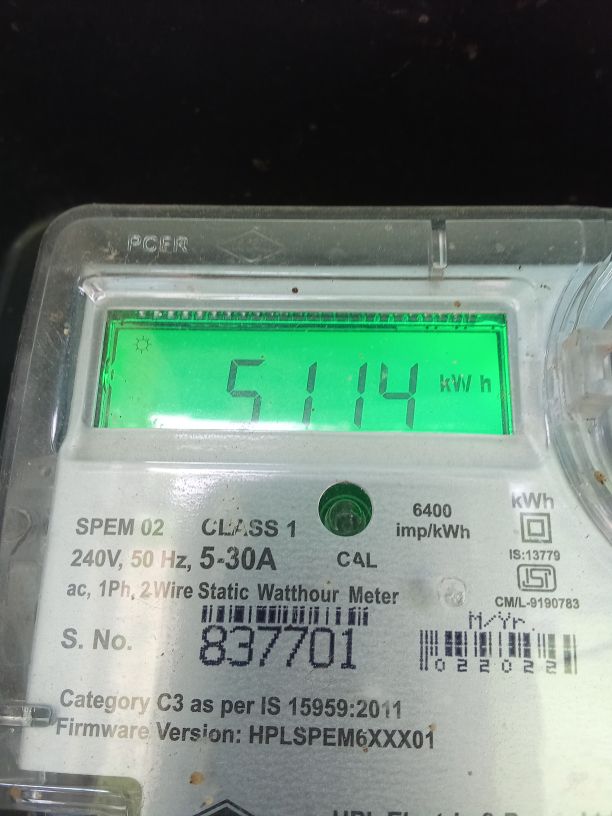 PCER
5114 kW h
SPEM 02 CLASS 1
6400
imp/kWh
kWh
240V, 50 Hz, 5-30A
CAL
IS:13779
ac, 1Ph, 2Wire Static Watthour Meter
CM/L-9190783
S. No. 837701
M/Yr.
022022
Category C3 as per IS 15959:2011
Firmware Version: HPLSPEM6XXX01